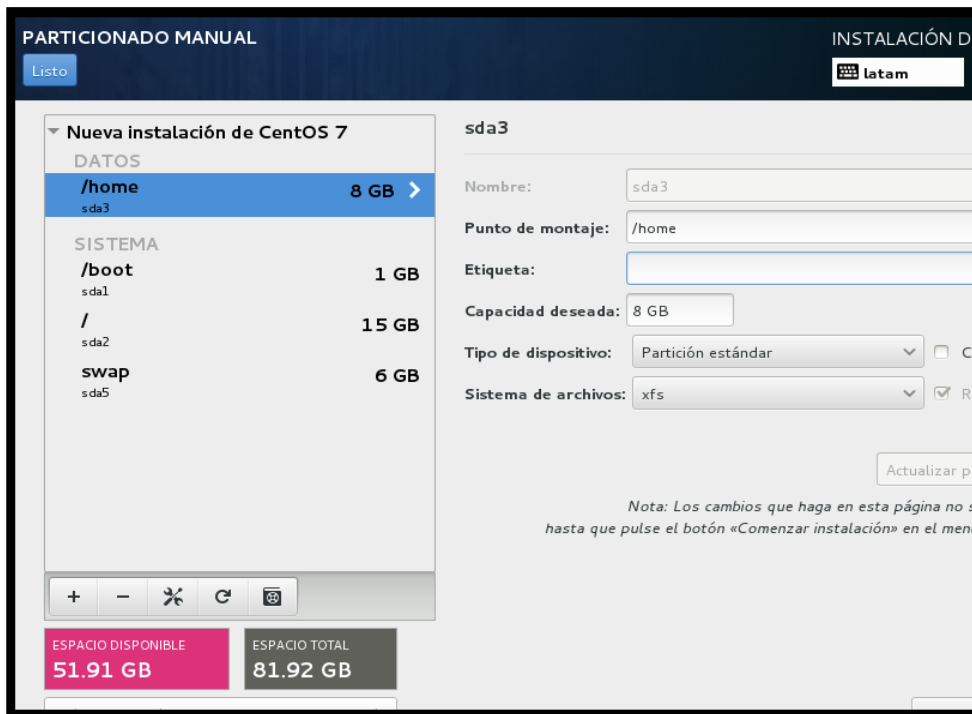 PARTICIONADO MANUAL
Listo
INSTALACIÓN D
latam
Nueva instalación de CentOS 7
DATOS
/home
8 GB
sda3
SISTEMA
/boot
1 GB
sda1
/
15 GB
sda2
swap
6 GB
sda5
sda3
Nombre: sda3
Punto de montaje: /home
Etiqueta:
Capacidad deseada: 8 GB
Tipo de dispositivo: Partición estándar C
Sistema de archivos: xfs R
Actualizar p
Nota: Los cambios que haga en esta página no s
hasta que pulse el botón «Comenzar instalación» en el men
+ −
ESPACIO DISPONIBLE
51.91 GB
ESPACIO TOTAL
81.92 GB